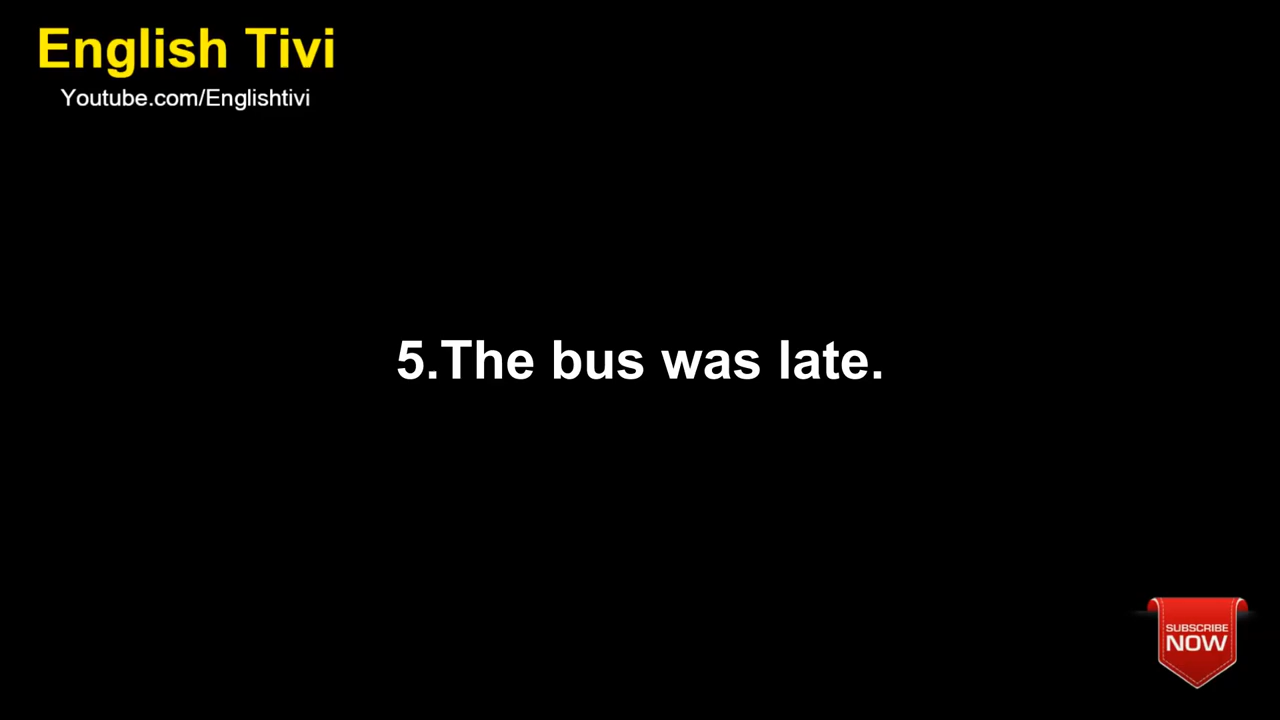 English Tivi
Youtube.com/Englishtivi
5.The bus was late.
SUBSCRIBE
NOW